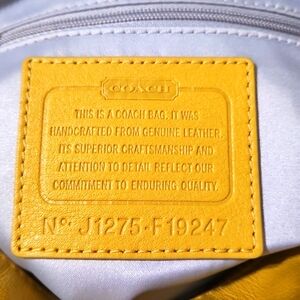 COACH
THIS IS A COACH BAG. IT WAS
HANDCRAFTED FROM GENUINE LEATHER.
ITS SUPERIOR CRAFTSMANSHIP AND
ATTENTION TO DETAIL REFLECT OUR
COMMITMENT TO ENDURING QUALITY.
Nº J1275-F19247